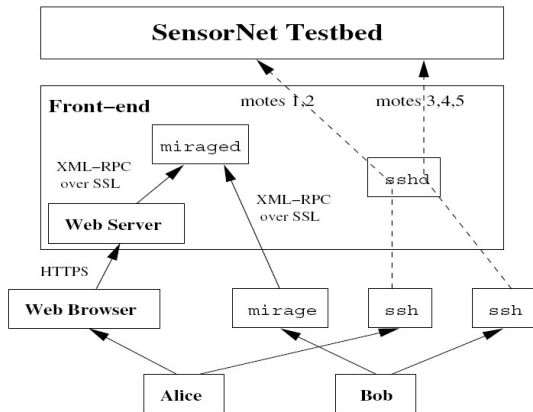 SensorNet Testbed
Front-end
motes 1,2
motes 3,4,5
miraged
XML-RPC
over SSL
sshd
XML-RPC
over SSL
Web Server
HTTPS
Web Browser
mirage
ssh
ssh
Alice
Bob